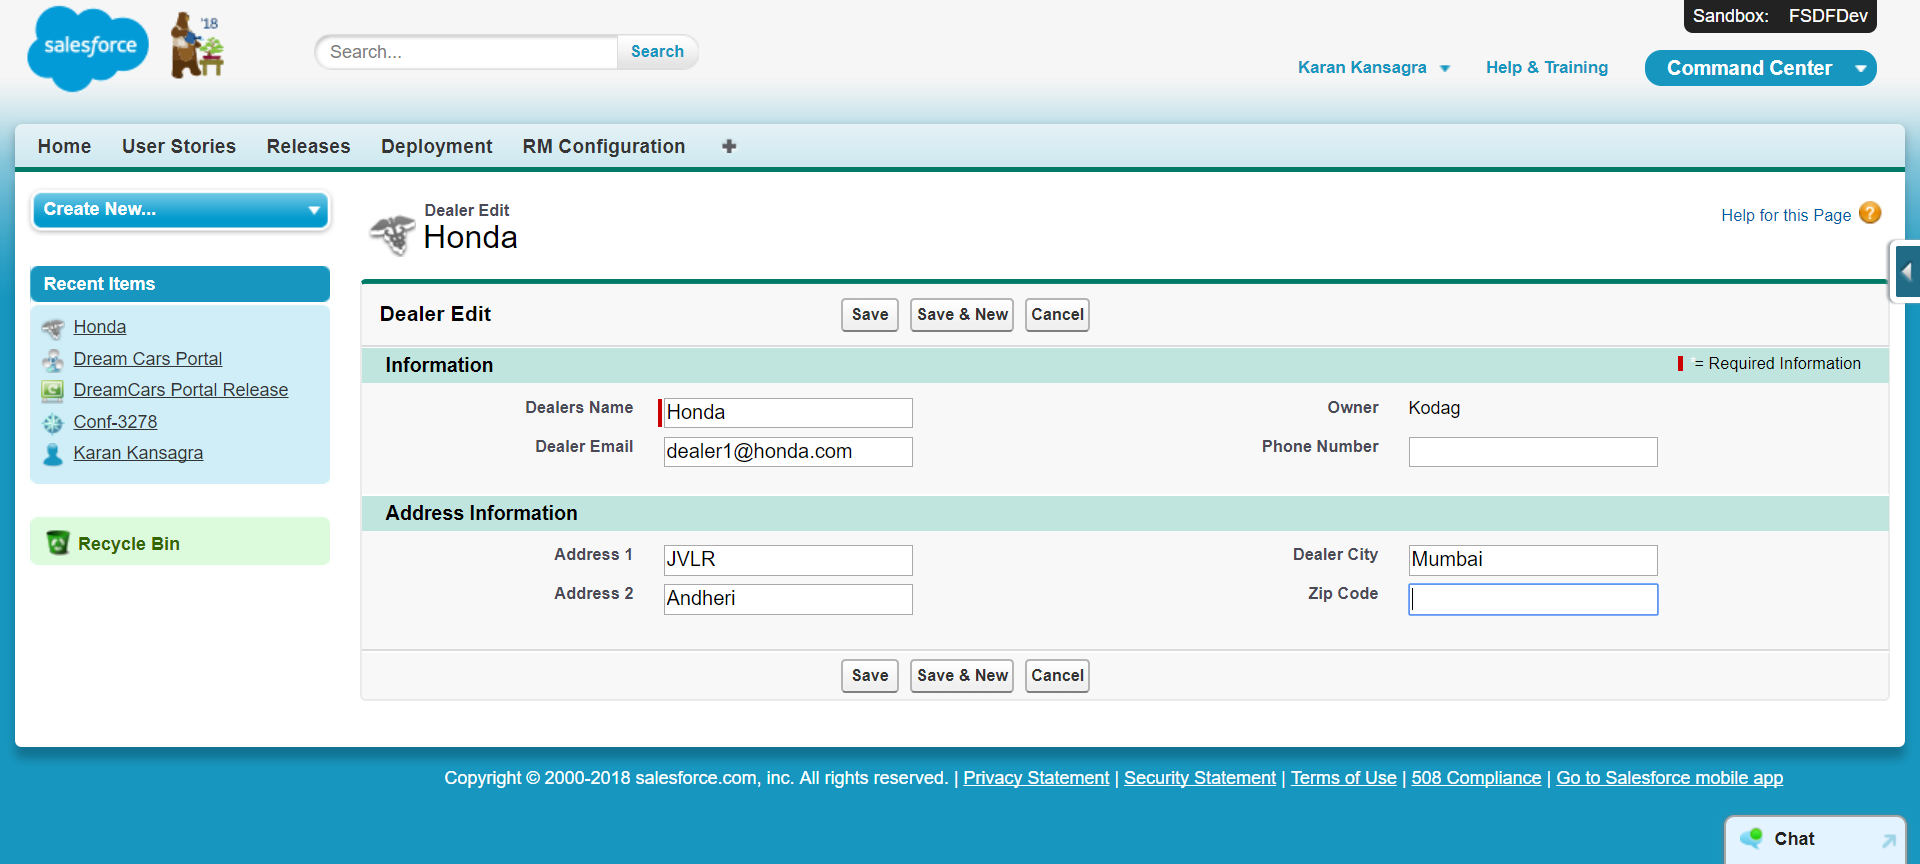 Sandbox: FSDFDev
salesforce
'18
Search...
Search
Karan Kansagra
Help & Training
Command Center
Home User Stories Releases Deployment RM Configuration +
Create New...
Recent Items
Honda
Dream Cars Portal
DreamCars Portal Release
Conf-3278
Karan Kansagra
Recycle Bin
Dealer Edit
Honda
Help for this Page ?
Dealer Edit Save Save & New Cancel
Information = Required Information
Dealers Name Honda Owner Kodag
Dealer Email dealer1@honda.com Phone Number
Address Information
Address 1 JVLR Dealer City Mumbai
Address 2 Andheri Zip Code
Save Save & New Cancel
Copyright © 2000-2018 salesforce.com, inc. All rights reserved. | Privacy Statement | Security Statement | Terms of Use | 508 Compliance | Go to Salesforce mobile app
Chat